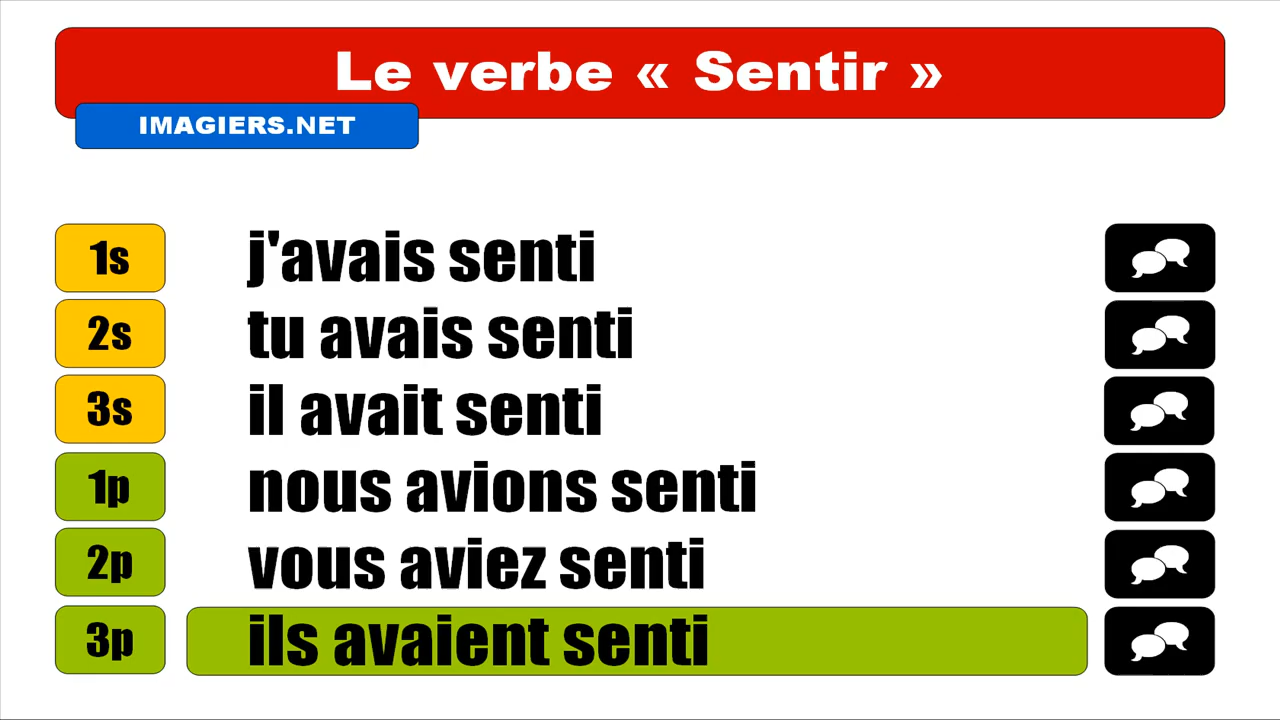 Le verbe « Sentir »
IMAGIERS.NET
1s j'avais senti
2s tu avais senti
3s il avait senti
1p nous avions senti
2p vous aviez senti
3p ils avaient senti